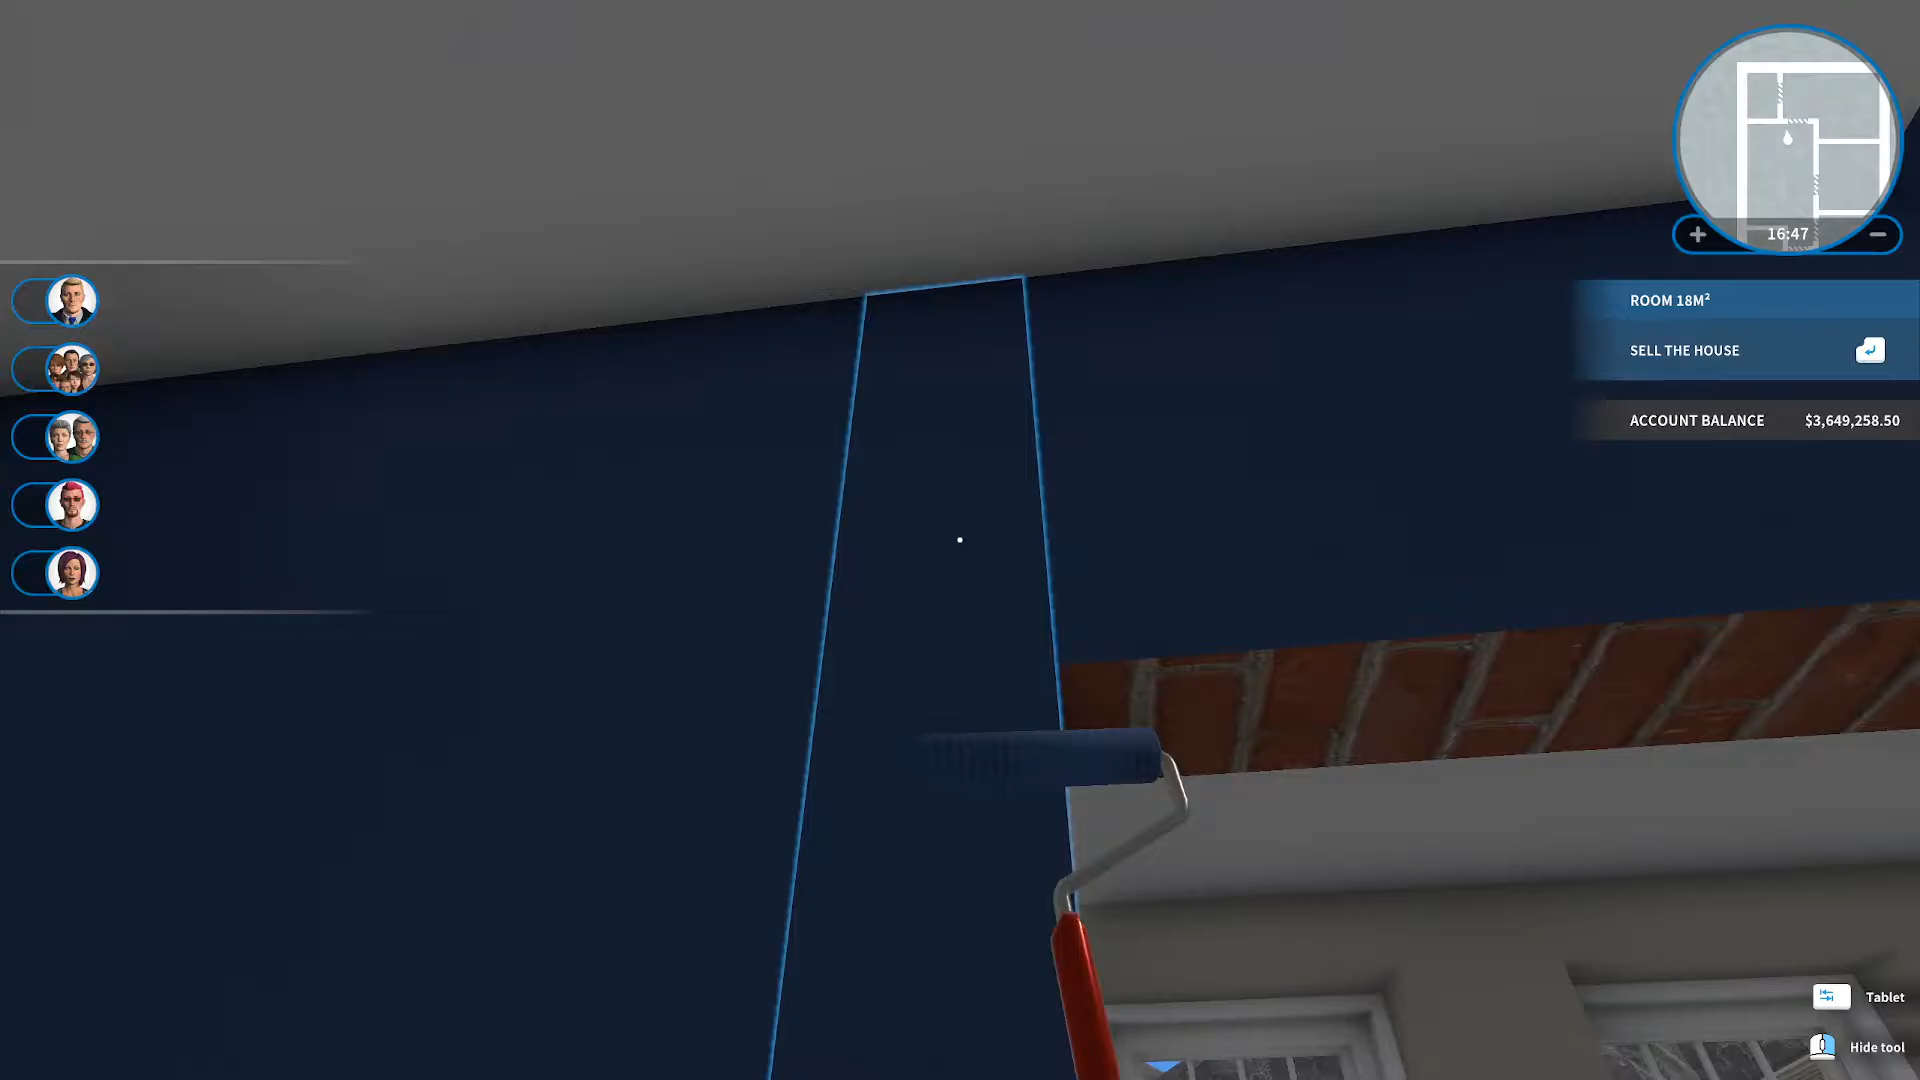 16:47
ROOM 18M²
SELL THE HOUSE
ACCOUNT BALANCE $3,649,258.50
Tablet
Hide tool